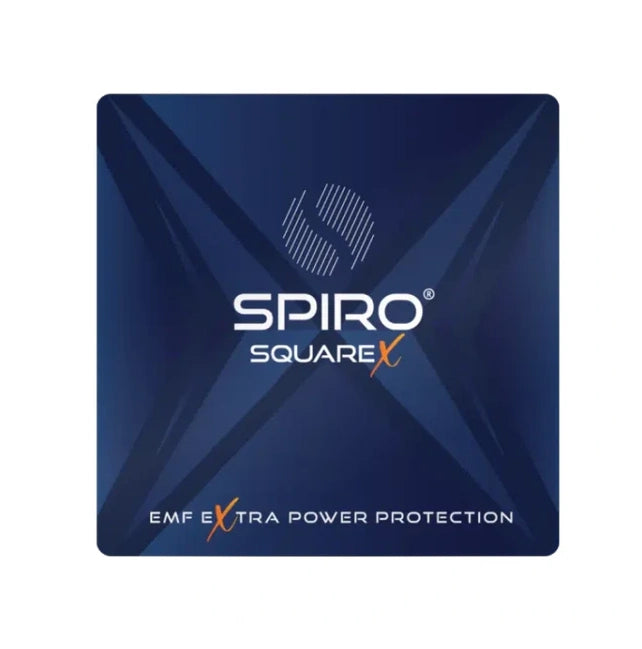 SPIRO®
SQUAREX
EMF EXTRA POWER PROTECTION